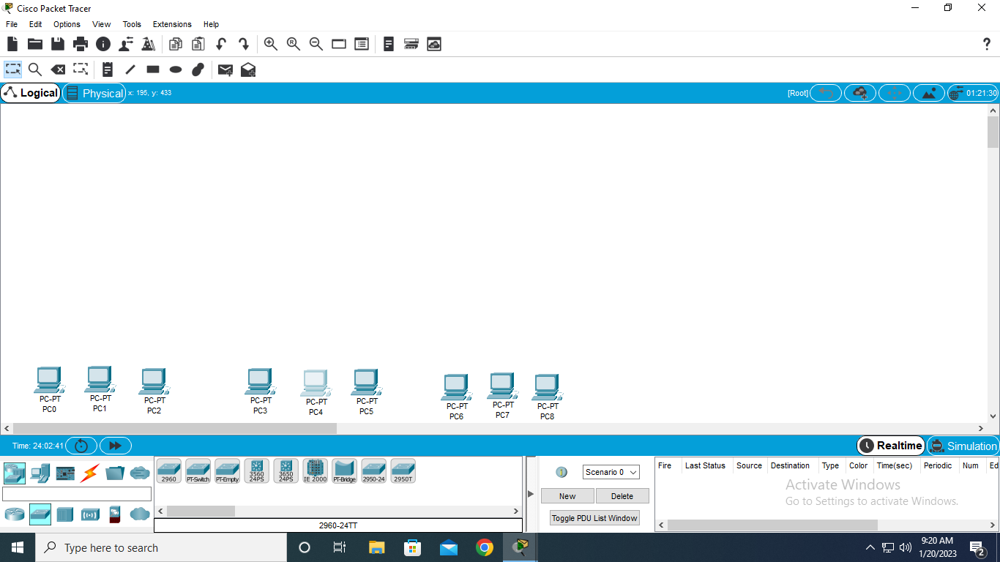 Cisco Packet Tracer
File Edit Options View Tools Extensions Help
Logical Physical x: 195, y: 433 [Root] 01:21:30
PC-PT
PC0
PC-PT
PC1
PC-PT
PC2
PC-PT
PC3
PC-PT
PC4
PC-PT
PC5
PC-PT
PC6
PC-PT
PC7
PC-PT
PC8
Time: 24:02:41 Realtime Simulation
2960 PT-Switch PT-Empty 3560 24PS 3650 24PS IE 2000 PT-Bridge 2950-24 2950T
2960-24TT
Scenario 0
New Delete
Toggle PDU List Window
Fire Last Status Source Destination Type Color Time(sec) Periodic Num Ed
Activate Windows
Go to Settings to activate Windows.
Type here to search
9:20 AM
1/20/2023
2